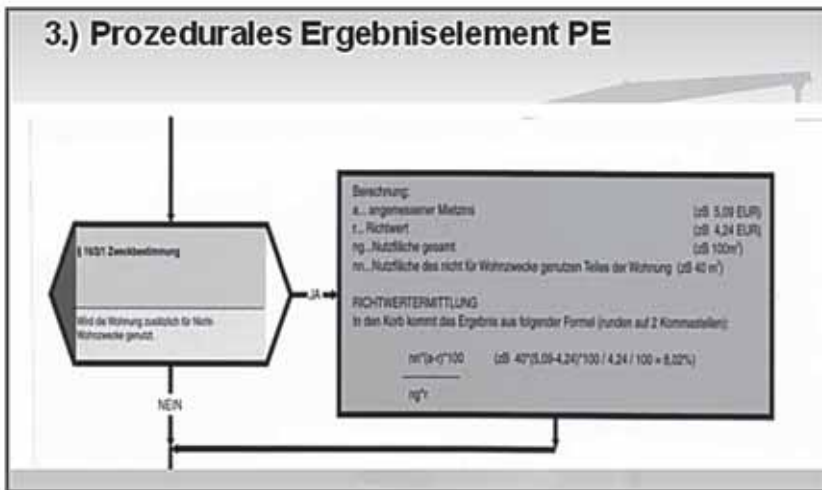 3.) Prozedurales Ergebniselement PE
§ 16/2/1 Zweckbestimmung
Wird die Wohnung zusätzlich für Nicht-
Wohnzwecke genutzt.
JA
NEIN
Berechnung:
a... angemessener Mietzins (zB 5,09 EUR)
r... Richtwert (zB 4,24 EUR)
ng...Nutzfläche gesamt (zB 100m²)
nn...Nutzfläche des nicht für Wohnzwecke genutzen Teiles der Wohnung (zB 40 m²)
RICHTWERTERMITTLUNG
In den Korb kommt das Ergebnis aus folgender Formel (runden auf 2 Kommastellen):
nn*(a-r)*100 (zB 40*(5,09-4,24)*100 / 4,24 / 100 = 8,02%)
ng*r